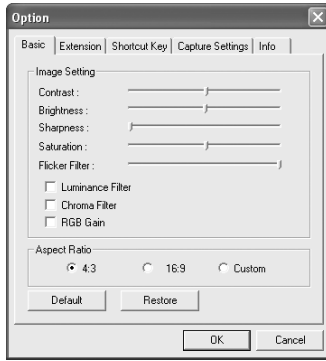 Option
Basic Extension Shortcut Key Capture Settings Info
Image Setting
Contrast :
Brightness :
Sharpness :
Saturation :
Flicker Filter :
Luminance Filter
Chroma Filter
RGB Gain
Aspect Ratio
4:3 16:9 Custom
Default Restore
OK Cancel